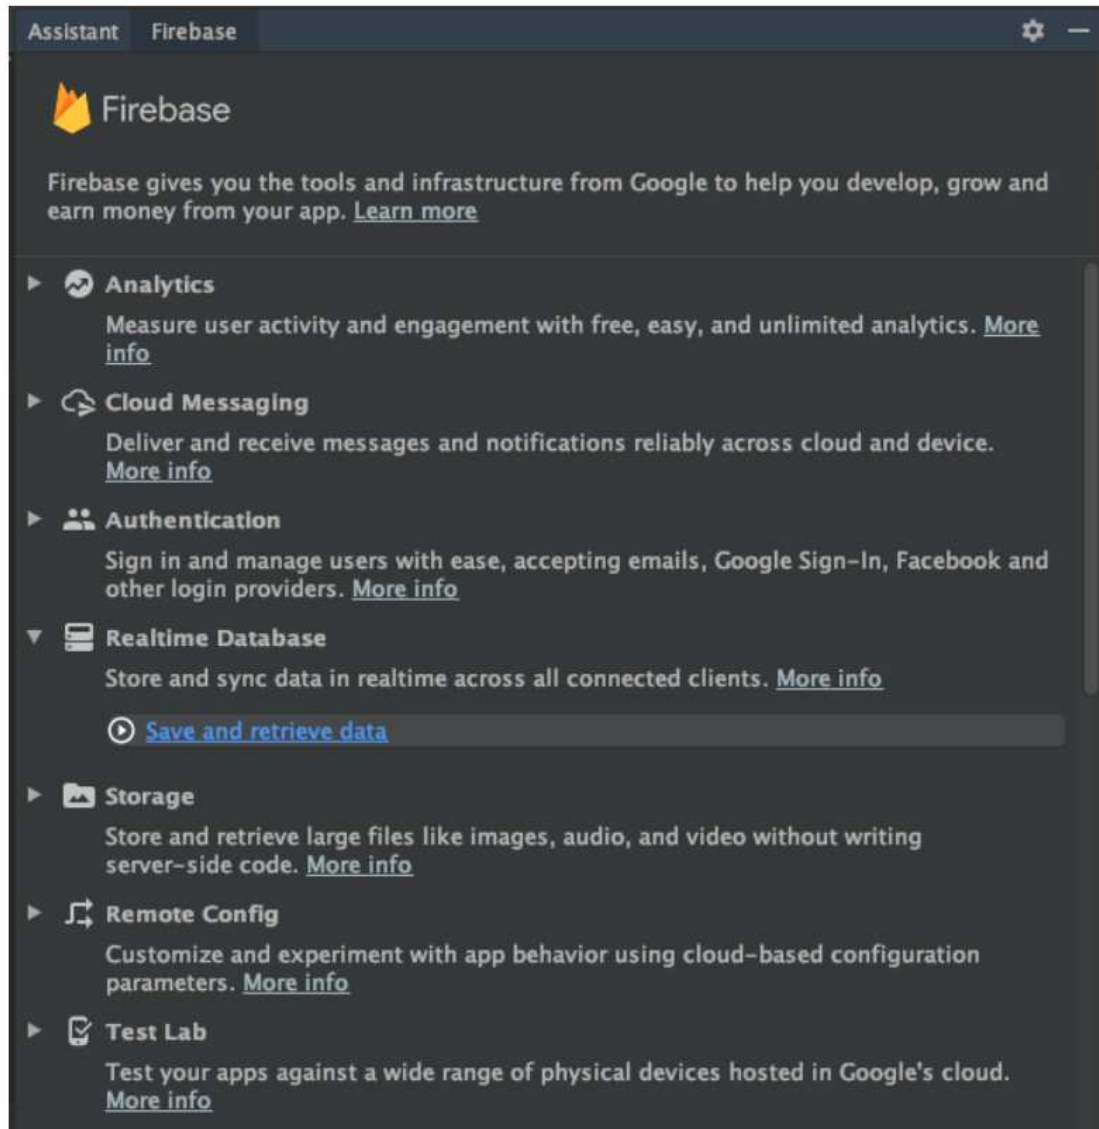 Assistant Firebase
Firebase
Firebase gives you the tools and infrastructure from Google to help you develop, grow and
earn money from your app. Learn more
Analytics
Measure user activity and engagement with free, easy, and unlimited analytics. More
info
Cloud Messaging
Deliver and receive messages and notifications reliably across cloud and device.
More info
Authentication
Sign in and manage users with ease, accepting emails, Google Sign-In, Facebook and
other login providers. More info
Realtime Database
Store and sync data in realtime across all connected clients. More info
Save and retrieve data
Storage
Store and retrieve large files like images, audio, and video without writing
server-side code. More info
Remote Config
Customize and experiment with app behavior using cloud-based configuration
parameters. More info
Test Lab
Test your apps against a wide range of physical devices hosted in Google's cloud.
More info